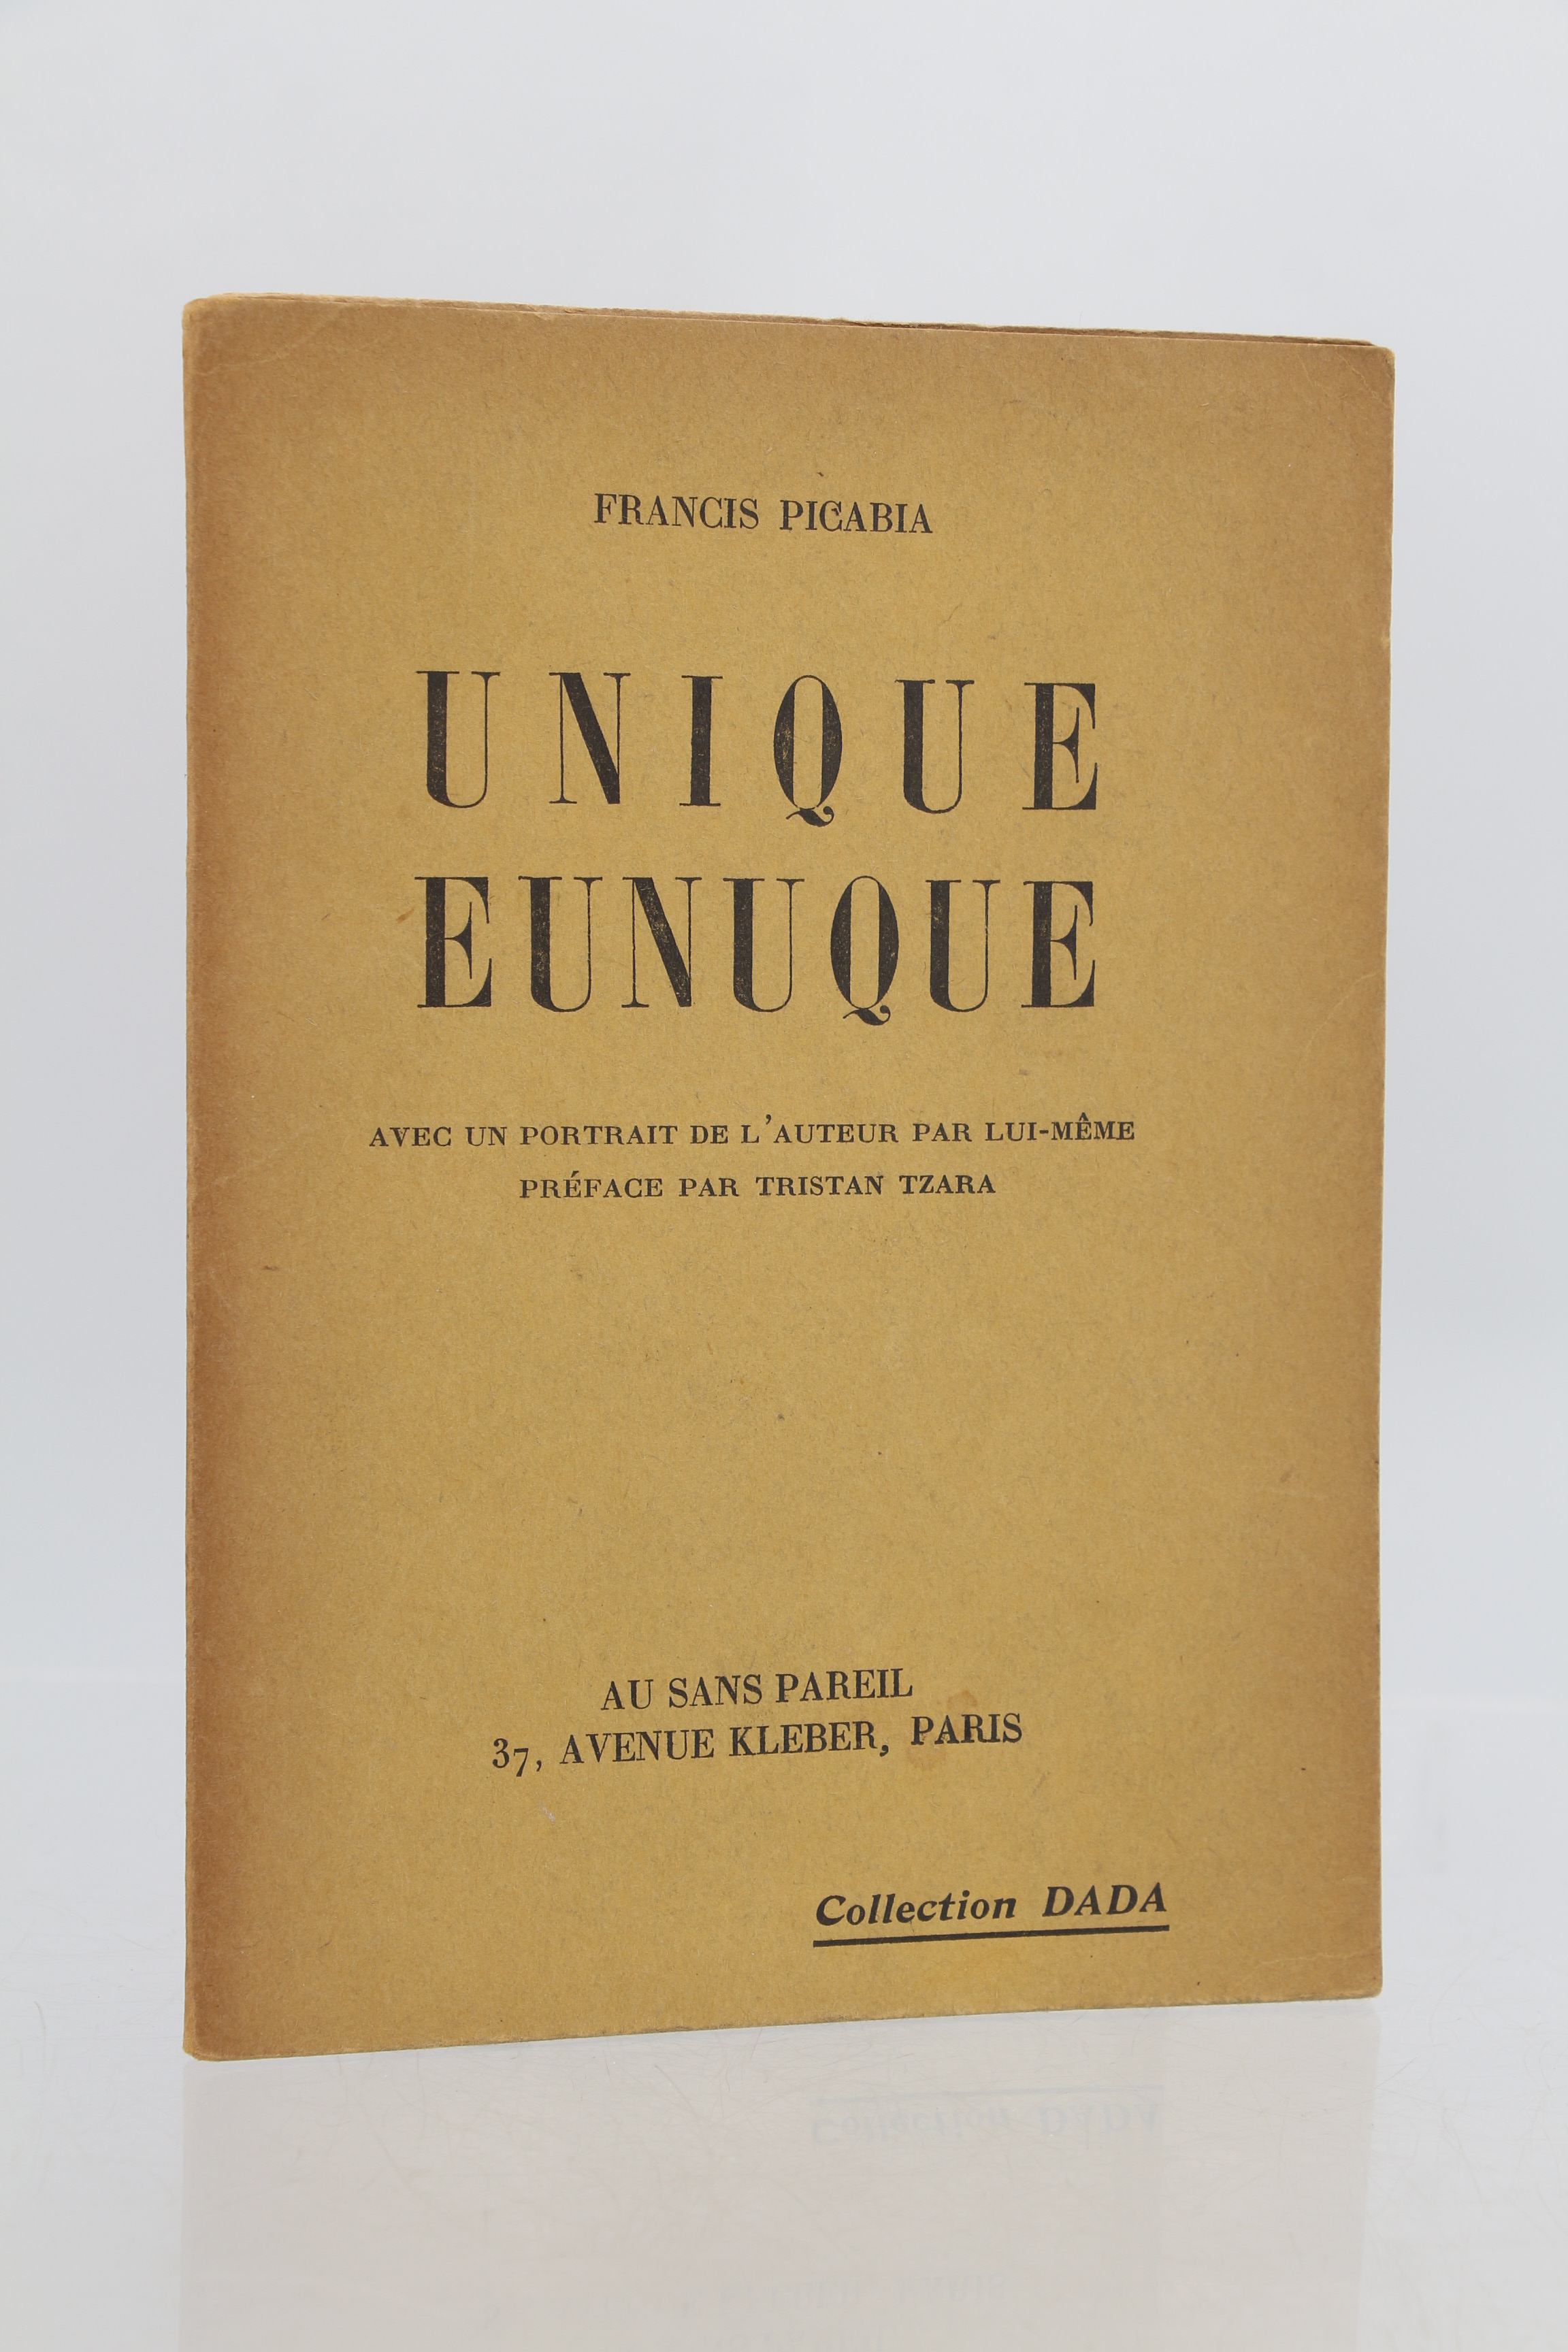 FRANCIS PICABIA
UNIQUE
EUNUQUE
AVEC UN PORTRAIT DE L'AUTEUR PAR LUI-MÊME
PRÉFACE PAR TRISTAN TZARA
AU SANS PAREIL
37, AVENUE KLEBER, PARIS
Collection DADA